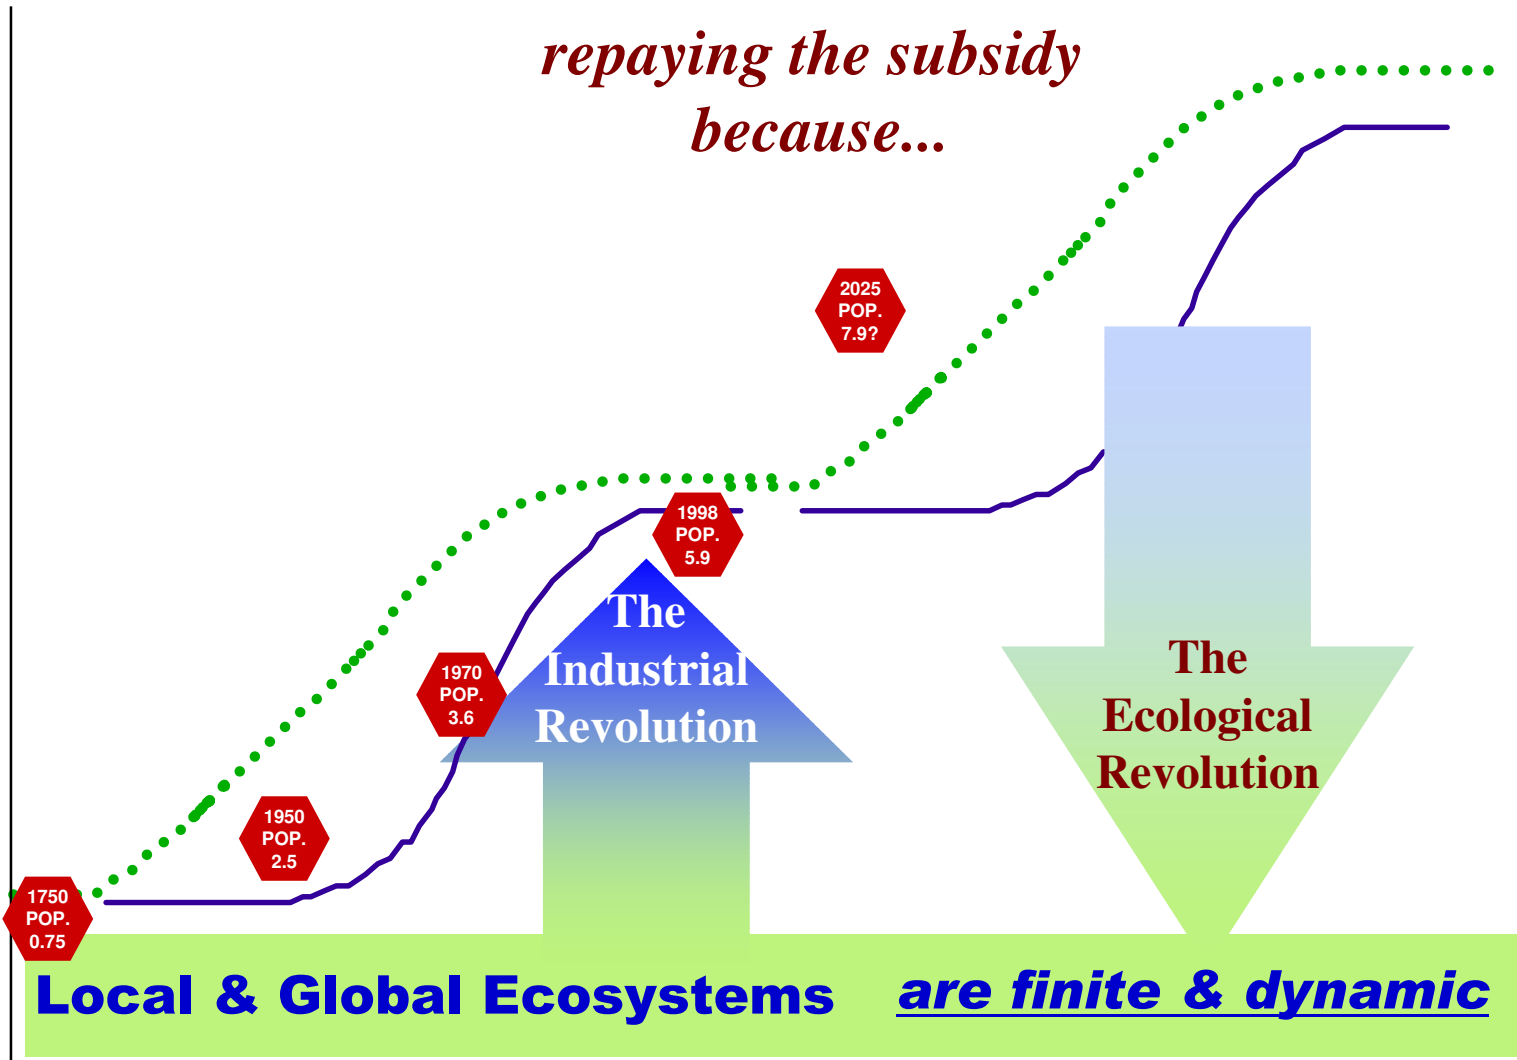 repaying the subsidy
because...
2025
POP.
7.9?
1998
POP.
5.9
The
Industrial
Revolution
1970
POP.
3.6
The
Ecological
Revolution
1950
POP.
2.5
1750
POP.
0.75
Local & Global Ecosystems are finite & dynamic